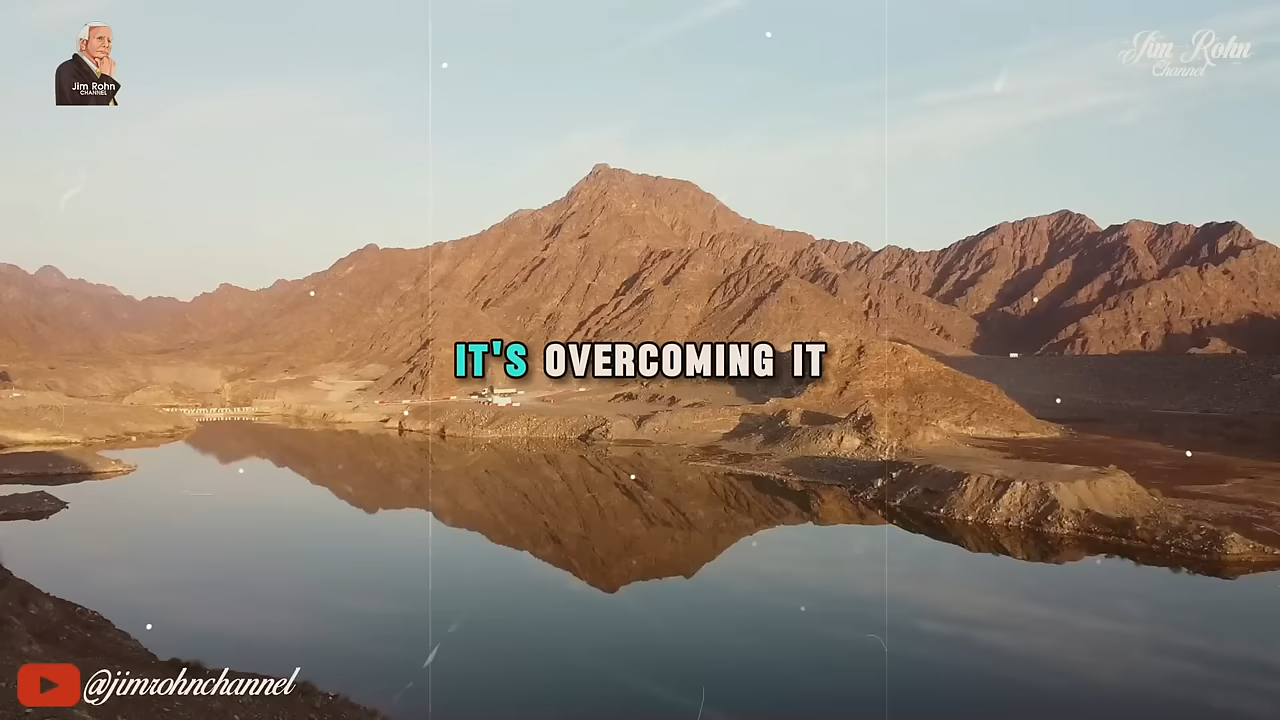 Jim Rohn
CHANNEL
Jim Rohn
Channel
IT'S OVERCOMING IT
@jimrohnchannel